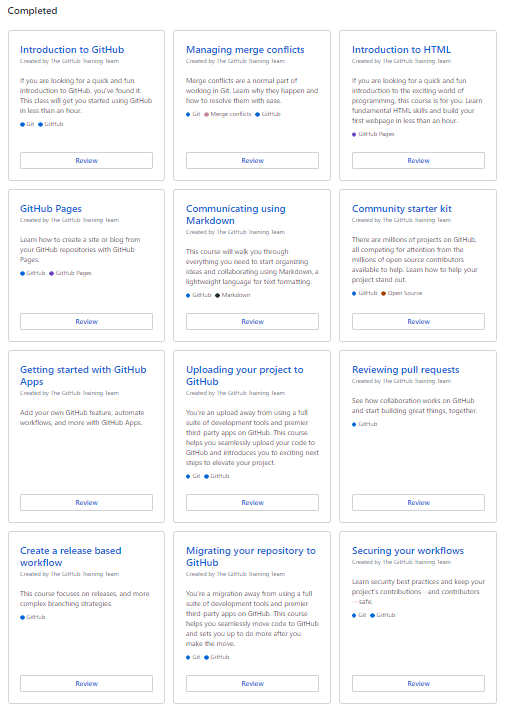 Completed
Introduction to GitHub
Created by The GitHub Training Team
If you are looking for a quick and fun
introduction to GitHub, you've found it.
This class will get you started using GitHub
in less than an hour.
Git GitHub
Review
Managing merge conflicts
Created by The GitHub Training Team
Merge conflicts are a normal part of
working in Git. Learn why they happen and
how to resolve them with ease.
Git Merge conflicts GitHub
Review
Introduction to HTML
Created by The GitHub Training Team
If you are looking for a quick and fun
introduction to the exciting world of
programming, this course is for you. Learn
fundamental HTML skills and build your
first webpage in less than an hour.
GitHub Pages
Review
GitHub Pages
Created by The GitHub Training Team
Learn how to create a site or blog from
your GitHub repositories with GitHub
Pages.
GitHub GitHub Pages
Review
Communicating using
Markdown
Created by The GitHub Training Team
This course will walk you through
everything you need to start organizing
ideas and collaborating using Markdown, a
lightweight language for text formatting.
GitHub Markdown
Review
Community starter kit
Created by The GitHub Training Team
There are millions of projects on GitHub,
all competing for attention from the
millions of open source contributors
available to help. Learn how to help your
project stand out.
GitHub Open Source
Review
Getting started with GitHub
Apps
Created by The GitHub Training Team
Add your own GitHub feature, automate
workflows, and more with GitHub Apps.
Review
Uploading your project to
GitHub
Created by The GitHub Training Team
You're an upload away from using a full
suite of development tools and premier
third-party apps on GitHub. This course
helps you seamlessly upload your code to
GitHub and introduces you to exciting next
steps to elevate your project.
Git GitHub
Review
Reviewing pull requests
Created by The GitHub Training Team
See how collaboration works on GitHub
and start building great things, together.
GitHub
Review
Create a release based
workflow
Created by The GitHub Training Team
This course focuses on releases, and more
complex branching strategies.
GitHub
Review
Migrating your repository to
GitHub
Created by The GitHub Training Team
You're a migration away from using a full
suite of development tools and premier
third-party apps on GitHub. This course
helps you seamlessly move code to GitHub
and sets you up to do more after you
make the move.
Git GitHub
Review
Securing your workflows
Created by The GitHub Training Team
Learn security best practices and keep your
project's contributions—and contributors
—safe.
Git GitHub
Review